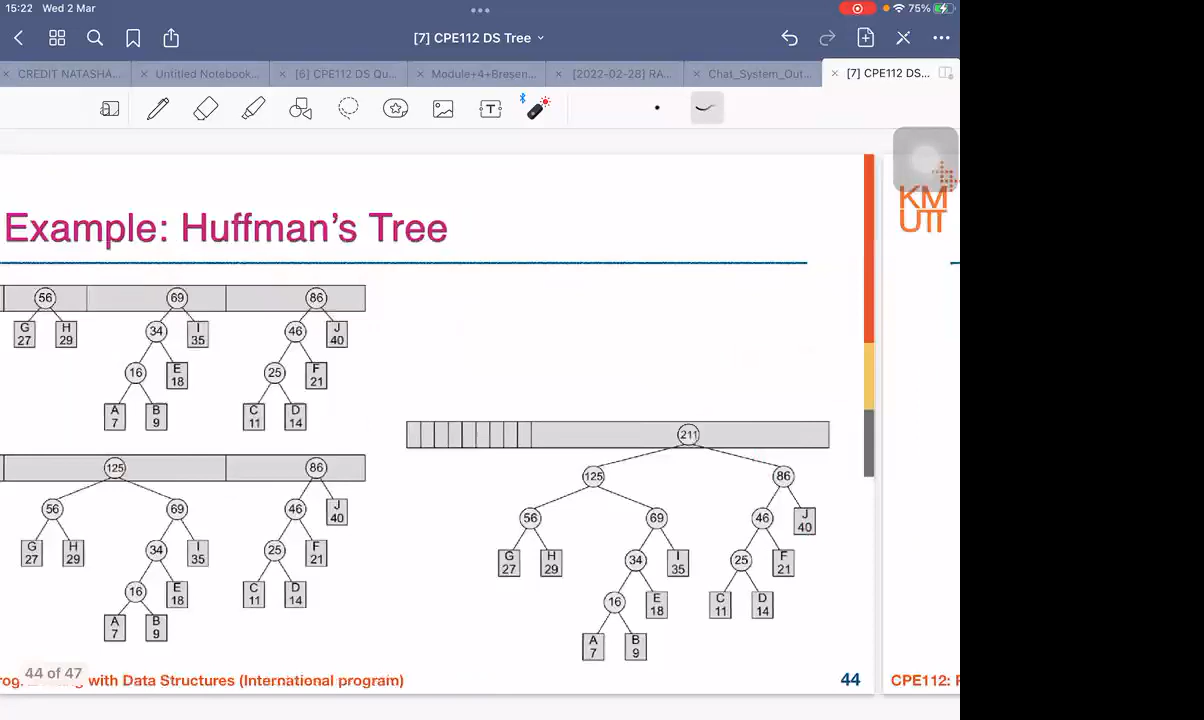 15:22 Wed 2 Mar
75%
[7] CPE112 DS Tree
CREDIT NATASHA...
Untitled Notebook...
[6] CPE112 DS Qu...
Module+4+Bresen...
[2022-02-28] RA...
Chat_System_Out...
[7] CPE112 DS...
T
KM
UTT
Example: Huffman's Tree
56 69 86
G 27 H 29 34 I 35 46 J 40
16 E 18 25 F 21
A 7 B 9 C 11 D 14
125 86
56 69 46 J 40
G 27 H 29 34 I 35 25 F 21
16 E 18 C 11 D 14
A 7 B 9
211
125 86
56 69 46 J 40
G 27 H 29 34 I 35 25 F 21
16 E 18 C 11 D 14
A 7 B 9
44 of 47
with Data Structures (International program)
44
CPE112: